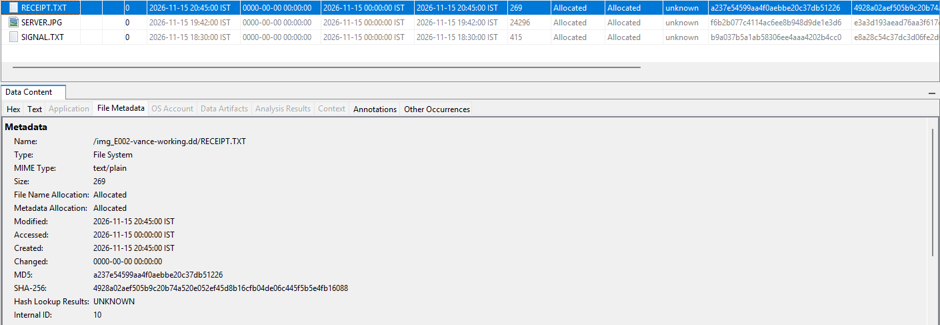 RECEIPT.TXT 0 2026-11-15 20:45:00 IST 0000-00-00 00:00:00 2026-11-15 00:00:00 IST 2026-11-15 20:45:00 IST 269 Allocated Allocated unknown a237e54599aa4f0aebbe20c37db51226 4928a02aef505b9c20b74a
SERVER.JPG 0 2026-11-15 19:42:00 IST 0000-00-00 00:00:00 2026-11-15 00:00:00 IST 2026-11-15 19:42:00 IST 24296 Allocated Allocated unknown f6b2b077c4114ac6ee8b948d9de1e3d6 e3a3d193aead76aa3f617
SIGNAL.TXT 0 2026-11-15 18:30:00 IST 0000-00-00 00:00:00 2026-11-15 00:00:00 IST 2026-11-15 18:30:00 IST 415 Allocated Allocated unknown b9a037b5a1ab58306ee4aaa4202b4cc0 e8a28c54c37dc3d06fe2d
Data Content
Hex Text Application File Metadata OS Account Data Artifacts Analysis Results Context Annotations Other Occurrences
Metadata
Name: /img_E002-vance-working.dd/RECEIPT.TXT
Type: File System
MIME Type: text/plain
Size: 269
File Name Allocation: Allocated
Metadata Allocation: Allocated
Modified: 2026-11-15 20:45:00 IST
Accessed: 2026-11-15 00:00:00 IST
Created: 2026-11-15 20:45:00 IST
Changed: 0000-00-00 00:00:00
MD5: a237e54599aa4f0aebbe20c37db51226
SHA-256: 4928a02aef505b9c20b74a520e052ef45d8b16cfb04de06c445f5b5e4fb16088
Hash Lookup Results: UNKNOWN
Internal ID: 10